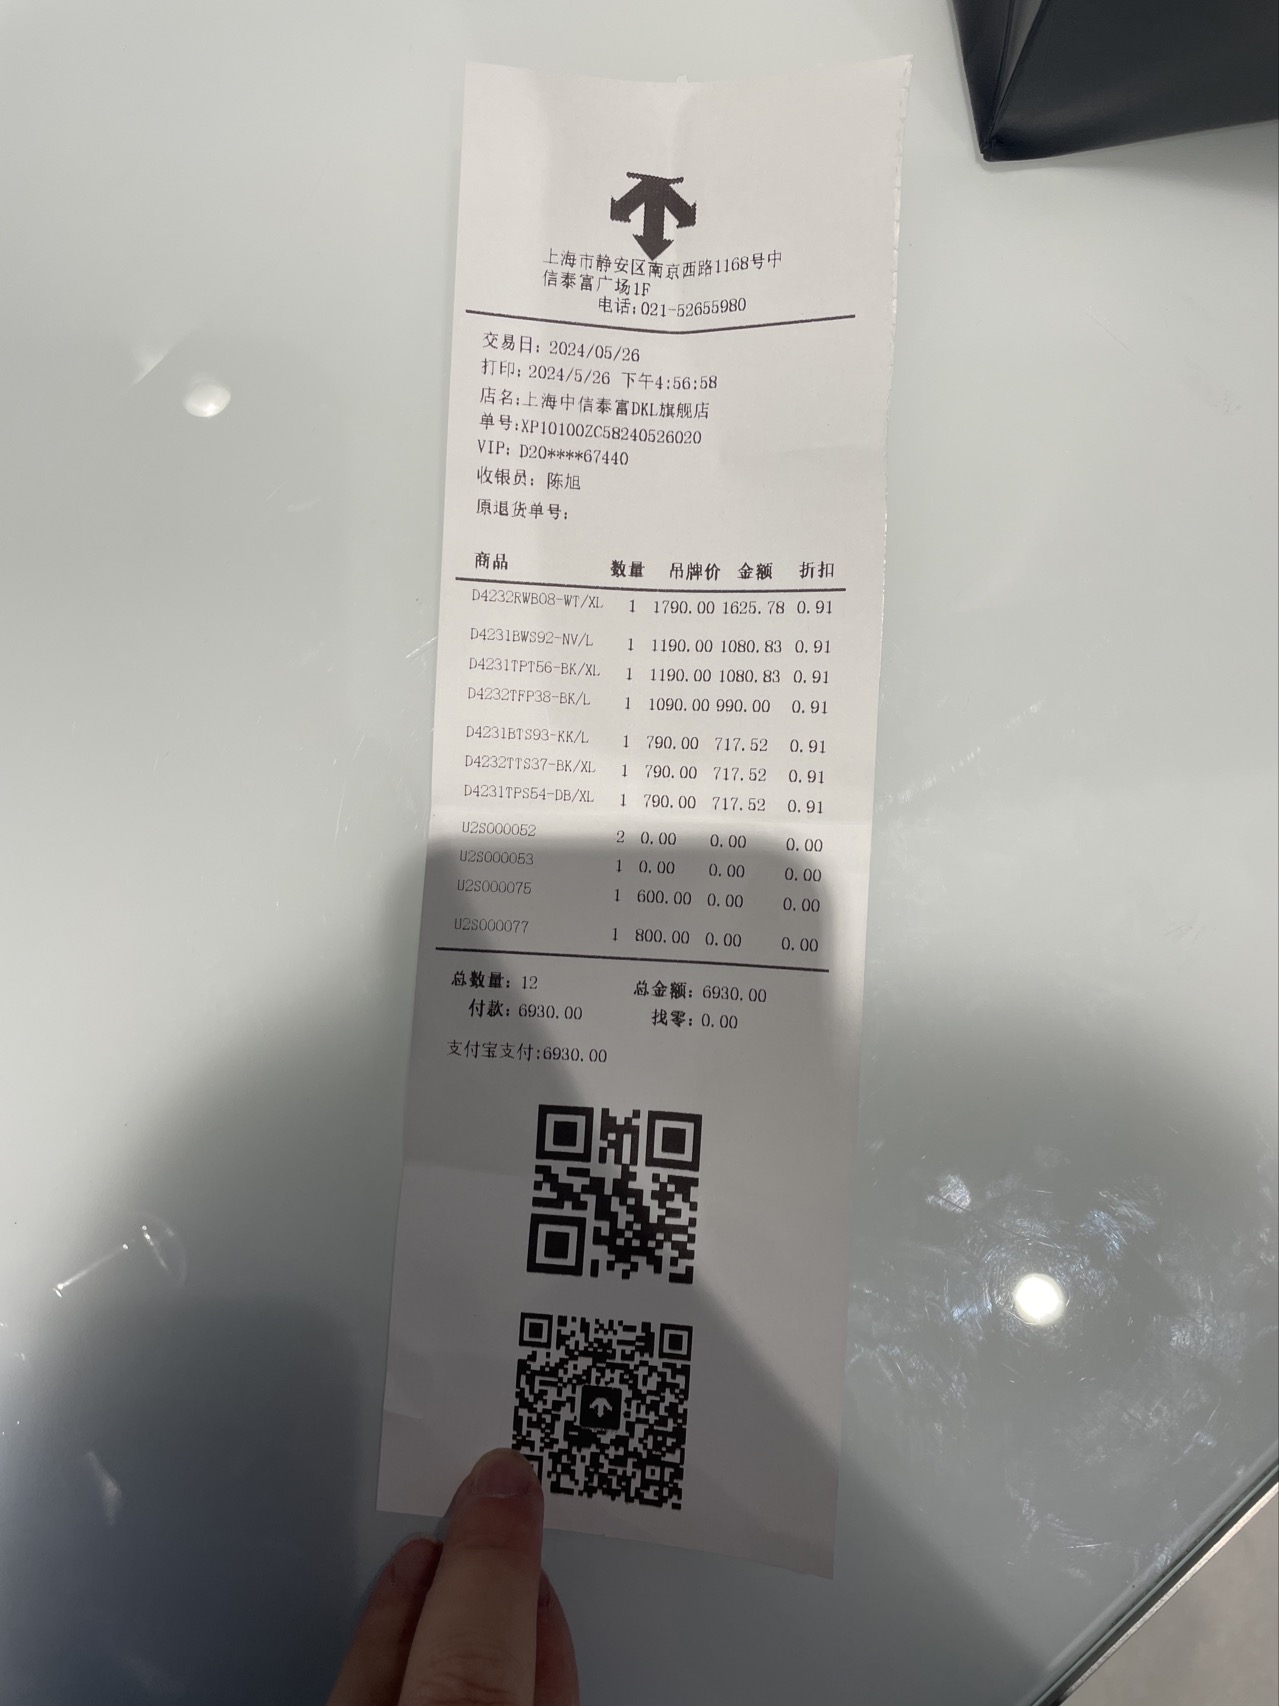 上海市静安区南京西路1168号中
信泰富广场1F
电话:021-52655980
交易日: 2024/05/26
打印: 2024/5/26 下午4:56:58
店名:上海中信泰富DKL旗舰店
单号:XP10100ZC58240526020
VIP: D20****67440
收银员: 陈旭
原退货单号:
商品 数量 吊牌价 金额 折扣
D4232RWB08-WT/XL 1 1790.00 1625.78 0.91
D4231BWS92-NV/L 1 1190.00 1080.83 0.91
D4231TPT56-BK/XL 1 1190.00 1080.83 0.91
D4232TFP38-BK/L 1 1090.00 990.00 0.91
D4231BTS93-KK/L 1 790.00 717.52 0.91
D4232TTS37-BK/XL 1 790.00 717.52 0.91
D4231TPS54-DB/XL 1 790.00 717.52 0.91
U2S000052 2 0.00 0.00 0.00
U2S000053 1 0.00 0.00 0.00
U2S000075 1 600.00 0.00 0.00
U2S000077 1 800.00 0.00 0.00
总数量: 12 总金额: 6930.00
付款: 6930.00 找零: 0.00
支付宝支付:6930.00